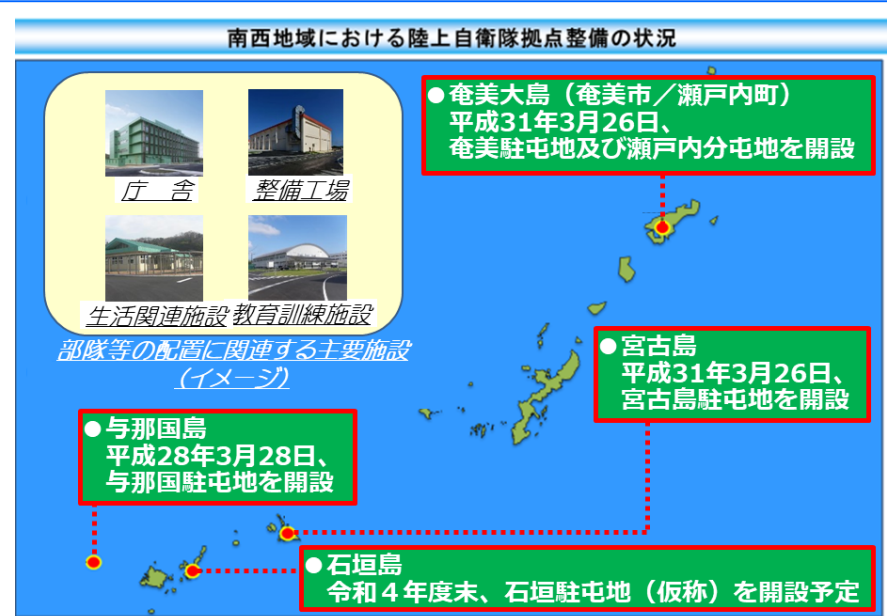 南西地域における陸上自衛隊拠点整備の状況
庁　舎
整備工場
生活関連施設
教育訓練施設
部隊等の配置に関連する主要施設
（イメージ）
●奄美大島（奄美市／瀬戸内町）
平成31年3月26日、
奄美駐屯地及び瀬戸内分屯地を開設
●宮古島
平成31年3月26日、
宮古島駐屯地を開設
●与那国島
平成28年3月28日、
与那国駐屯地を開設
●石垣島
令和４年度末、石垣駐屯地（仮称）を開設予定